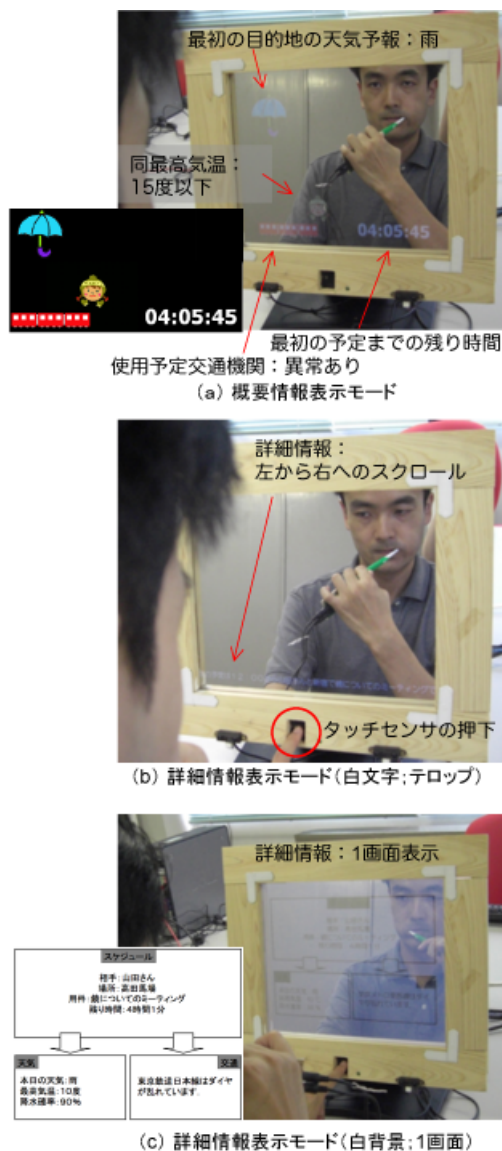 最初の目的地の天気予報：雨
同最高気温：
15度以下
04:05:45
04:05:45
最初の予定までの残り時間
使用予定交通機関：異常あり
(a) 概要情報表示モード
詳細情報：
左から右へのスクロール
タッチセンサの押下
(b) 詳細情報表示モード(白文字;テロップ)
詳細情報：1画面表示
スケジュール
相手：山田さん
場所：高田馬場
用件：鏡についてのミーティング
残り時間：4時間1分
天気
本日の天気：雨
最高気温：10度
降水確率：90%
交通
東京鉄道日本線はダイヤ
が乱れています.
(c) 詳細情報表示モード(白背景;1画面)